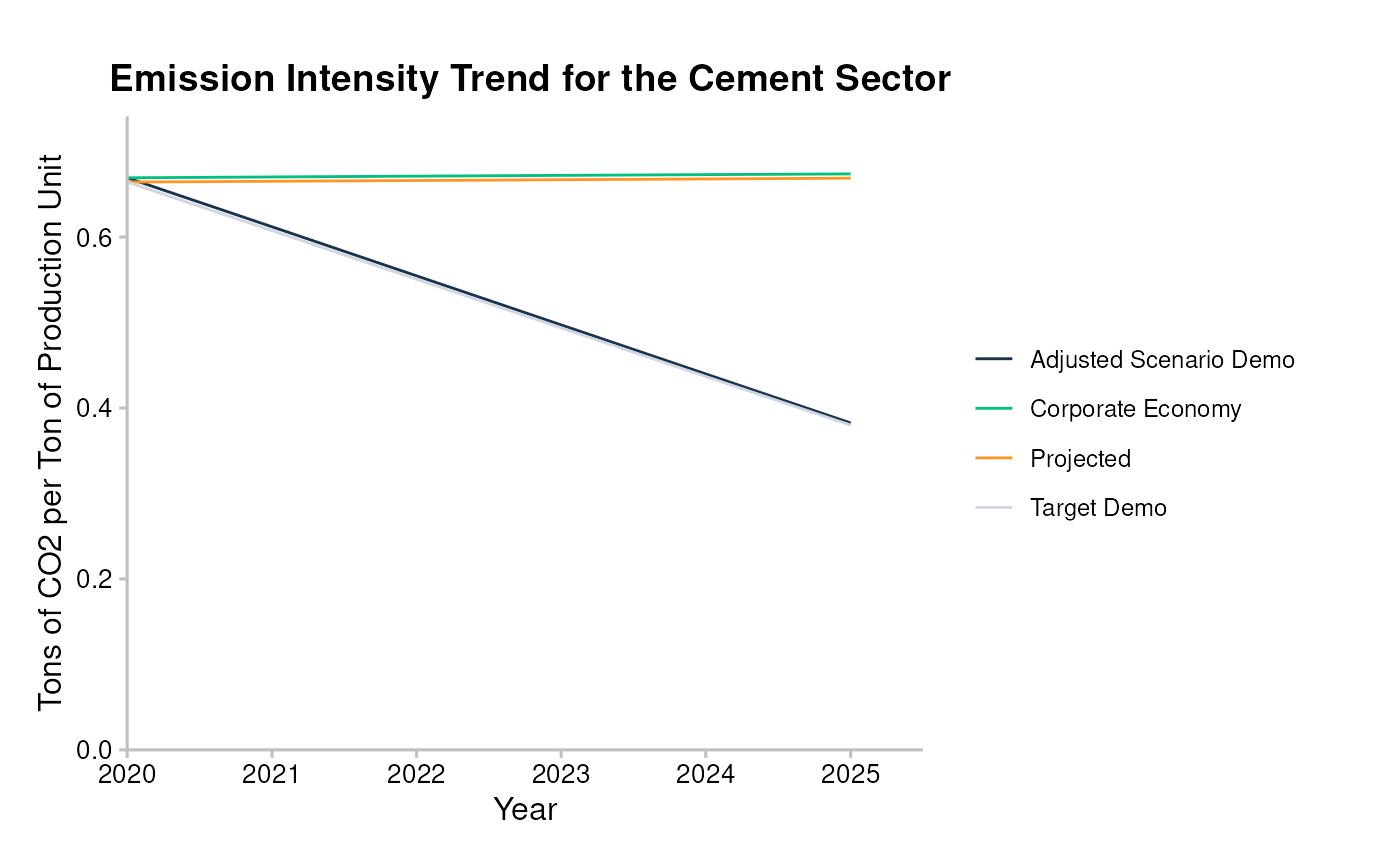 Emission Intensity Trend for the Cement Sector
Tons of CO2 per Ton of Production Unit
0.6
0.4
0.2
0.0
2020 2021 2022 2023 2024 2025
Year
Adjusted Scenario Demo
Corporate Economy
Projected
Target Demo